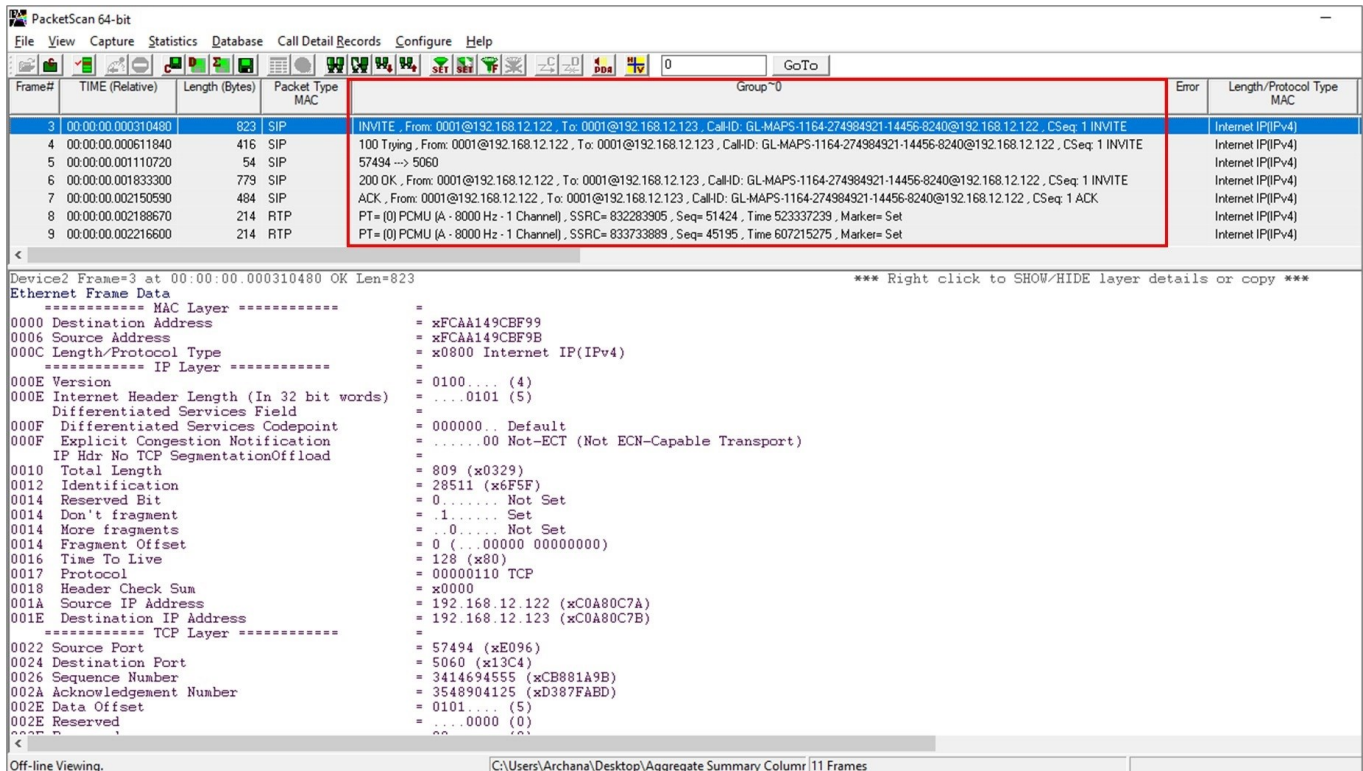 PacketScan 64-bit
File View Capture Statistics Database Call Detail Records Configure Help
0 GoTo
Frame# TIME (Relative) Length (Bytes) Packet Type MAC Group~0 Error Length/Protocol Type MAC
3 00:00:00.000310480 823 SIP INVITE , From: 0001@192.168.12.122 , To: 0001@192.168.12.123 , Call-ID: GL-MAPS-1164-274984921-14456-8240@192.168.12.122 , CSeq: 1 INVITE Internet IP(IPv4)
4 00:00:00.000611840 416 SIP 100 Trying , From: 0001@192.168.12.122 , To: 0001@192.168.12.123 , Call-ID: GL-MAPS-1164-274984921-14456-8240@192.168.12.122 , CSeq: 1 INVITE Internet IP(IPv4)
5 00:00:00.001110720 54 SIP 57494 ---> 5060 Internet IP(IPv4)
6 00:00:00.001833300 779 SIP 200 OK , From: 0001@192.168.12.122 , To: 0001@192.168.12.123 , Call-ID: GL-MAPS-1164-274984921-14456-8240@192.168.12.122 , CSeq: 1 INVITE Internet IP(IPv4)
7 00:00:00.002150590 484 SIP ACK , From: 0001@192.168.12.122 , To: 0001@192.168.12.123 , Call-ID: GL-MAPS-1164-274984921-14456-8240@192.168.12.122 , CSeq: 1 ACK Internet IP(IPv4)
8 00:00:00.002188670 214 RTP PT= (0) PCMU (A - 8000 Hz - 1 Channel) , SSRC= 832283905 , Seq= 51424 , Time 523337239 , Marker= Set Internet IP(IPv4)
9 00:00:00.002216600 214 RTP PT= (0) PCMU (A - 8000 Hz - 1 Channel) , SSRC= 833733889 , Seq= 45195 , Time 607215275 , Marker= Set Internet IP(IPv4)
Device2 Frame=3 at 00:00:00.000310480 OK Len=823 *** Right click to SHOW/HIDE layer details or copy ***
Ethernet Frame Data
============ MAC Layer ============ =
0000 Destination Address = xFCAA149CBF99
0006 Source Address = xFCAA149CBF9B
000C Length/Protocol Type = x0800 Internet IP(IPv4)
============ IP Layer ============ =
000E Version = 0100.... (4)
000E Internet Header Length (In 32 bit words) = ....0101 (5)
Differentiated Services Field =
000F Differentiated Services Codepoint = 000000.. Default
000F Explicit Congestion Notification = ......00 Not-ECT (Not ECN-Capable Transport)
IP Hdr No TCP SegmentationOffload =
0010 Total Length = 809 (x0329)
0012 Identification = 28511 (x6F5F)
0014 Reserved Bit = 0....... Not Set
0014 Don't fragment = .1...... Set
0014 More fragments = ..0..... Not Set
0014 Fragment Offset = 0 (...00000 00000000)
0016 Time To Live = 128 (x80)
0017 Protocol = 00000110 TCP
0018 Header Check Sum = x0000
001A Source IP Address = 192.168.12.122 (xC0A80C7A)
001E Destination IP Address = 192.168.12.123 (xC0A80C7B)
============ TCP Layer ============ =
0022 Source Port = 57494 (xE096)
0024 Destination Port = 5060 (x13C4)
0026 Sequence Number = 3414694555 (xCB881A9B)
002A Acknowledgement Number = 3548904125 (xD387FABD)
002E Data Offset = 0101.... (5)
002E Reserved = ....0000 (0)
Off-line Viewing. C:\Users\Archana\Desktop\Aggregate Summary Columr 11 Frames